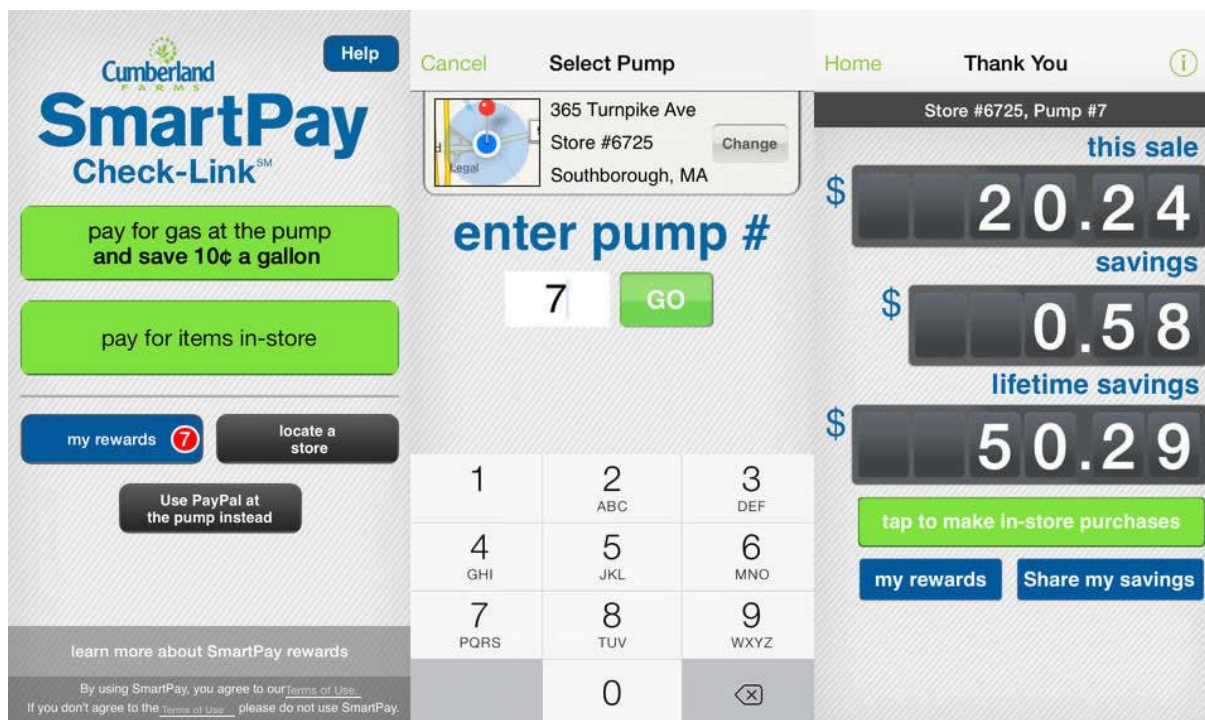 Help
Cumberland
FARMS
SmartPay
Check-Link℠
pay for gas at the pump
and save 10¢ a gallon
pay for items in-store
my rewards 7
locate a
store
Use PayPal at
the pump instead
learn more about SmartPay rewards
By using SmartPay, you agree to our Terms of Use.
If you don't agree to the Terms of Use please do not use SmartPay.
Cancel
Select Pump
Legal
365 Turnpike Ave
Store #6725
Southborough, MA
Change
enter pump #
7
GO
1
2
ABC
3
DEF
4
GHI
5
JKL
6
MNO
7
PQRS
8
TUV
9
WXYZ
0
Home
Thank You
i
Store #6725, Pump #7
this sale
$ 20.24
savings
$ 0.58
lifetime savings
$ 50.29
tap to make in-store purchases
my rewards
Share my savings